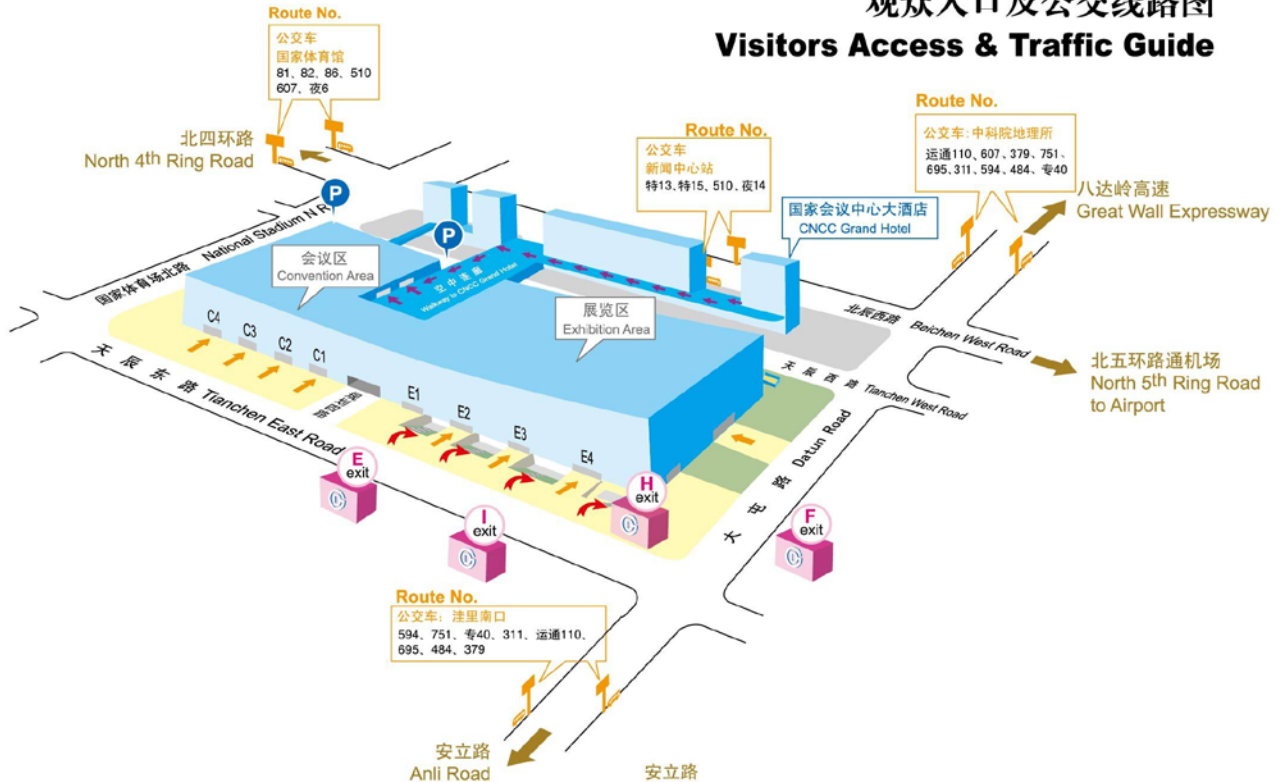 观众入口及公交线路图
Visitors Access & Traffic Guide
Route No.
公交车
国家体育馆
81、82、86、510
607、夜6
北四环路
North 4th Ring Road
Route No.
公交车
新闻中心站
特13、特15、510、夜14
Route No.
公交车:中科院地理所
运通110、607、379、751、
695、311、594、484、专40
八达岭高速
Great Wall Expressway
国家会议中心大酒店
CNCC Grand Hotel
P
P
国家体育场北路 National Stadium N R
会议区
Convention Area
空中连廊
Walkway to CNCC Grand Hotel
展览区
Exhibition Area
北辰西路 Beichen West Road
北五环路通机场
North 5th Ring Road
to Airport
天辰西路 Tianchen West Road
C4
C3
C2
C1
E1
E2
E3
E4
天辰东路 Tianchen East Road
大屯路 Datun Road
E
exit
I
exit
H
exit
F
exit
Route No.
公交车：洼里南口
594、751、专40、311、运通110、
695、484、379
安立路
Anli Road
安立路